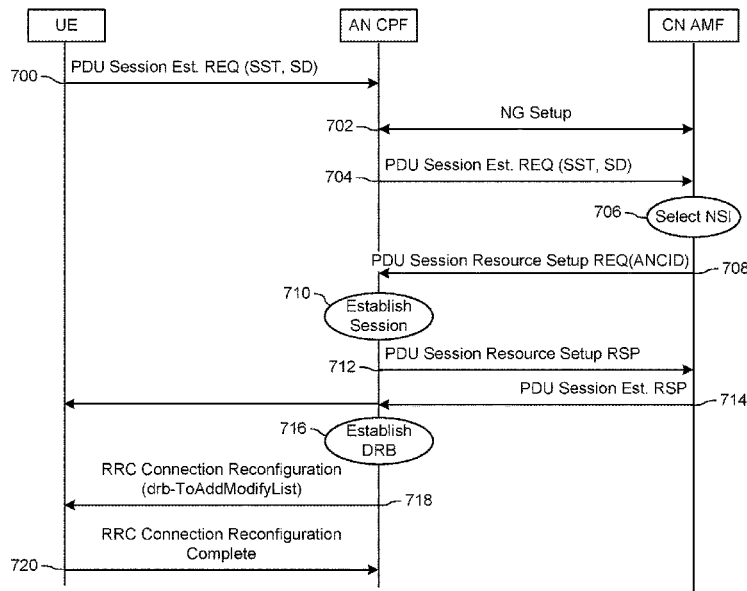 UE
AN CPF
CN AMF
PDU Session Est. REQ (SST, SD)
700
NG Setup
702
PDU Session Est. REQ (SST, SD)
704
706
Select NSI
PDU Session Resource Setup REQ(ANCID)
708
710
Establish
Session
PDU Session Resource Setup RSP
712
PDU Session Est. RSP
714
716
Establish
DRB
RRC Connection Reconfiguration
(drb-ToAddModifyList)
718
RRC Connection Reconfiguration
Complete
720